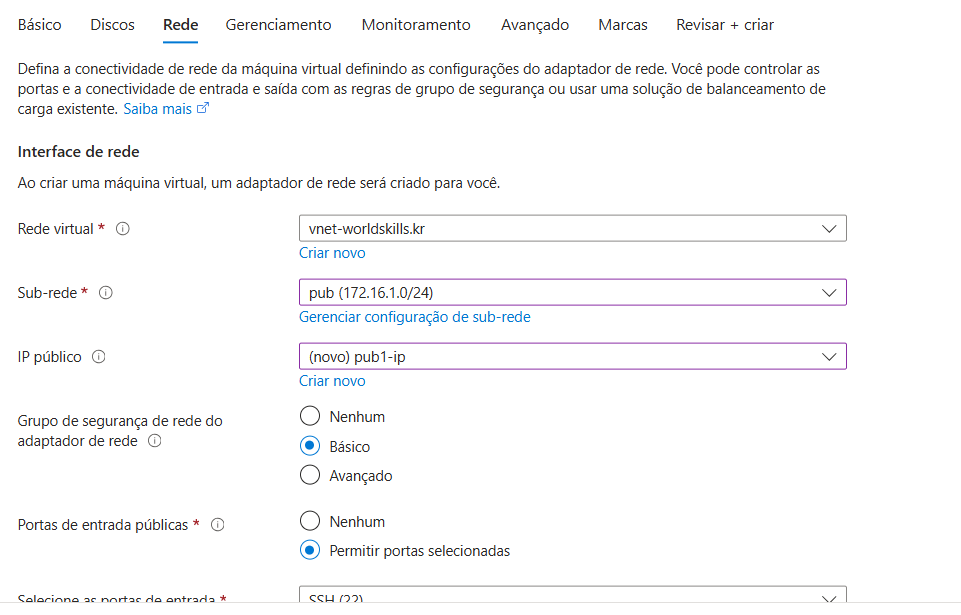 Básico Discos Rede Gerenciamento Monitoramento Avançado Marcas Revisar + criar
Defina a conectividade de rede da máquina virtual definindo as configurações do adaptador de rede. Você pode controlar as
portas e a conectividade de entrada e saída com as regras de grupo de segurança ou usar uma solução de balanceamento de
carga existente. Saiba mais
Interface de rede
Ao criar uma máquina virtual, um adaptador de rede será criado para você.
Rede virtual *
vnet-worldskills.kr
Criar novo
Sub-rede *
pub (172.16.1.0/24)
Gerenciar configuração de sub-rede
IP público
(novo) pub1-ip
Criar novo
Grupo de segurança de rede do
adaptador de rede
Nenhum
Básico
Avançado
Portas de entrada públicas *
Nenhum
Permitir portas selecionadas
Selecione as portas de entrada *
SSH (22)